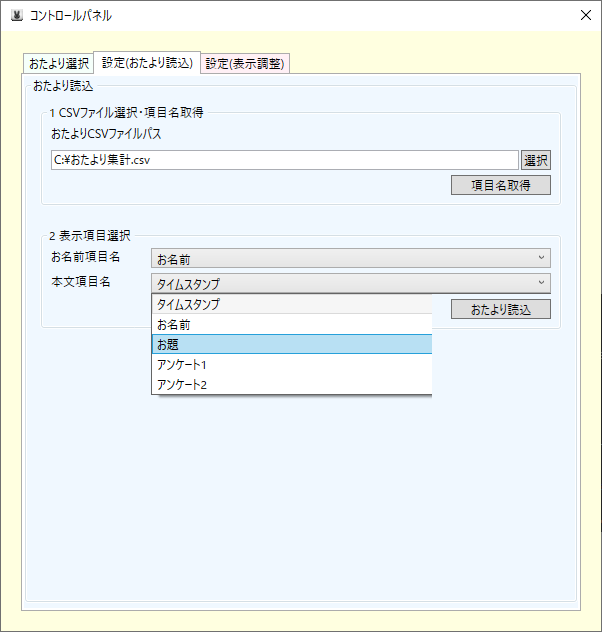 コントロールパネル
おたより選択 設定(おたより読込) 設定(表示調整)
おたより読込
1 CSVファイル選択・項目名取得
おたよりCSVファイルパス
C:¥おたより集計.csv 選択
項目名取得
2 表示項目選択
お名前項目名 お名前
本文項目名 タイムスタンプ
タイムスタンプ
おたより読込
お名前
お題
アンケート1
アンケート2